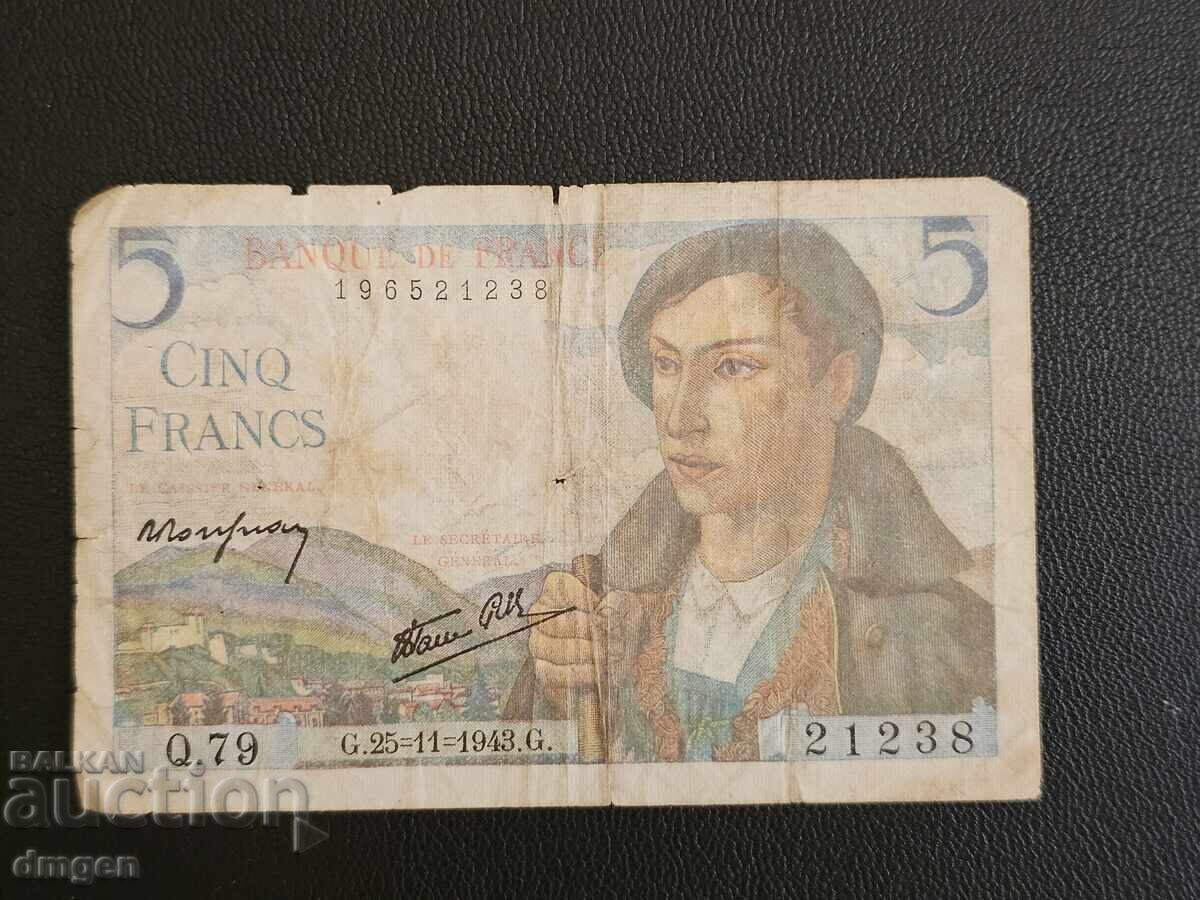 5
5
BANQUE DE FRANCE
196521238
CINQ
FRANCS
LE CAISSIER GÉNÉRAL.
LE SECRÉTAIRE
GÉNÉRAL.
Q.79
G.25=11=1943.G.
21238
BALKAN
auction
dmgen